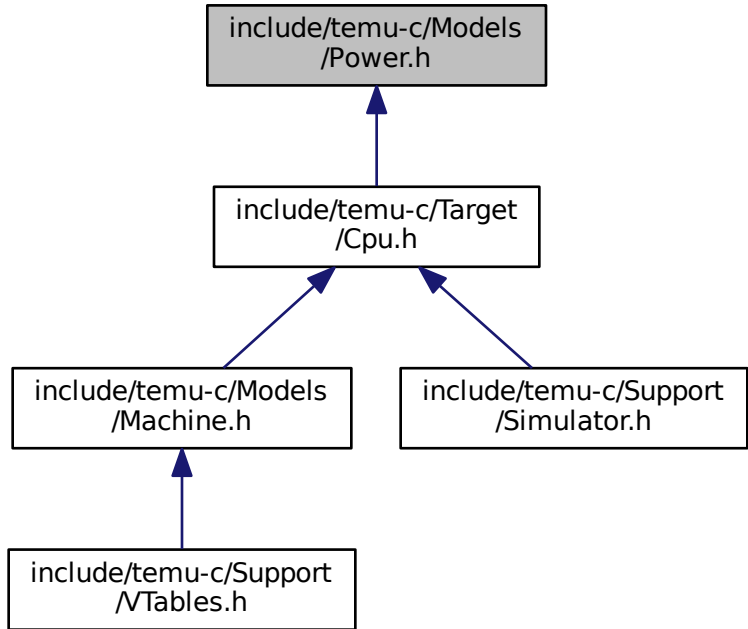 include/temu-c/Models
/Power.h
include/temu-c/Target
/Cpu.h
include/temu-c/Models
/Machine.h
include/temu-c/Support
/Simulator.h
include/temu-c/Support
/VTables.h